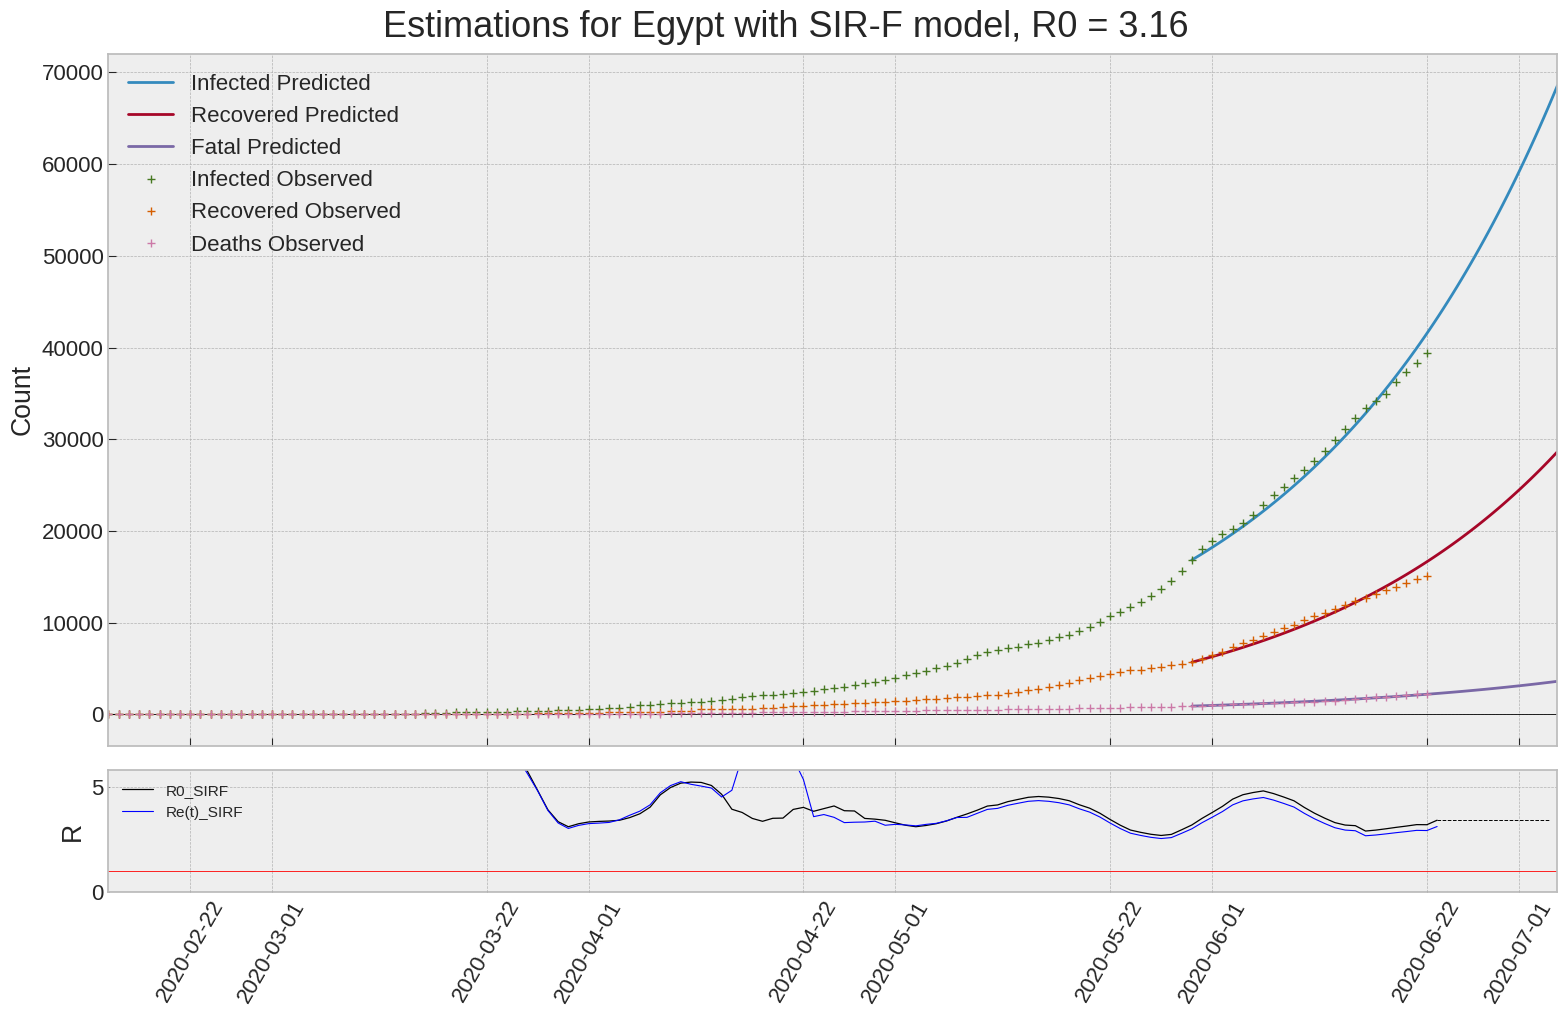 Estimations for Egypt with SIR-F model, R0 = 3.16
70000
60000
50000
40000
30000
20000
10000
0
Count
Infected Predicted
Recovered Predicted
Fatal Predicted
Infected Observed
Recovered Observed
Deaths Observed
5
0
R
R0_SIRF
Re(t)_SIRF
2020-02-22
2020-03-01
2020-03-22
2020-04-01
2020-04-22
2020-05-01
2020-05-22
2020-06-01
2020-06-22
2020-07-01